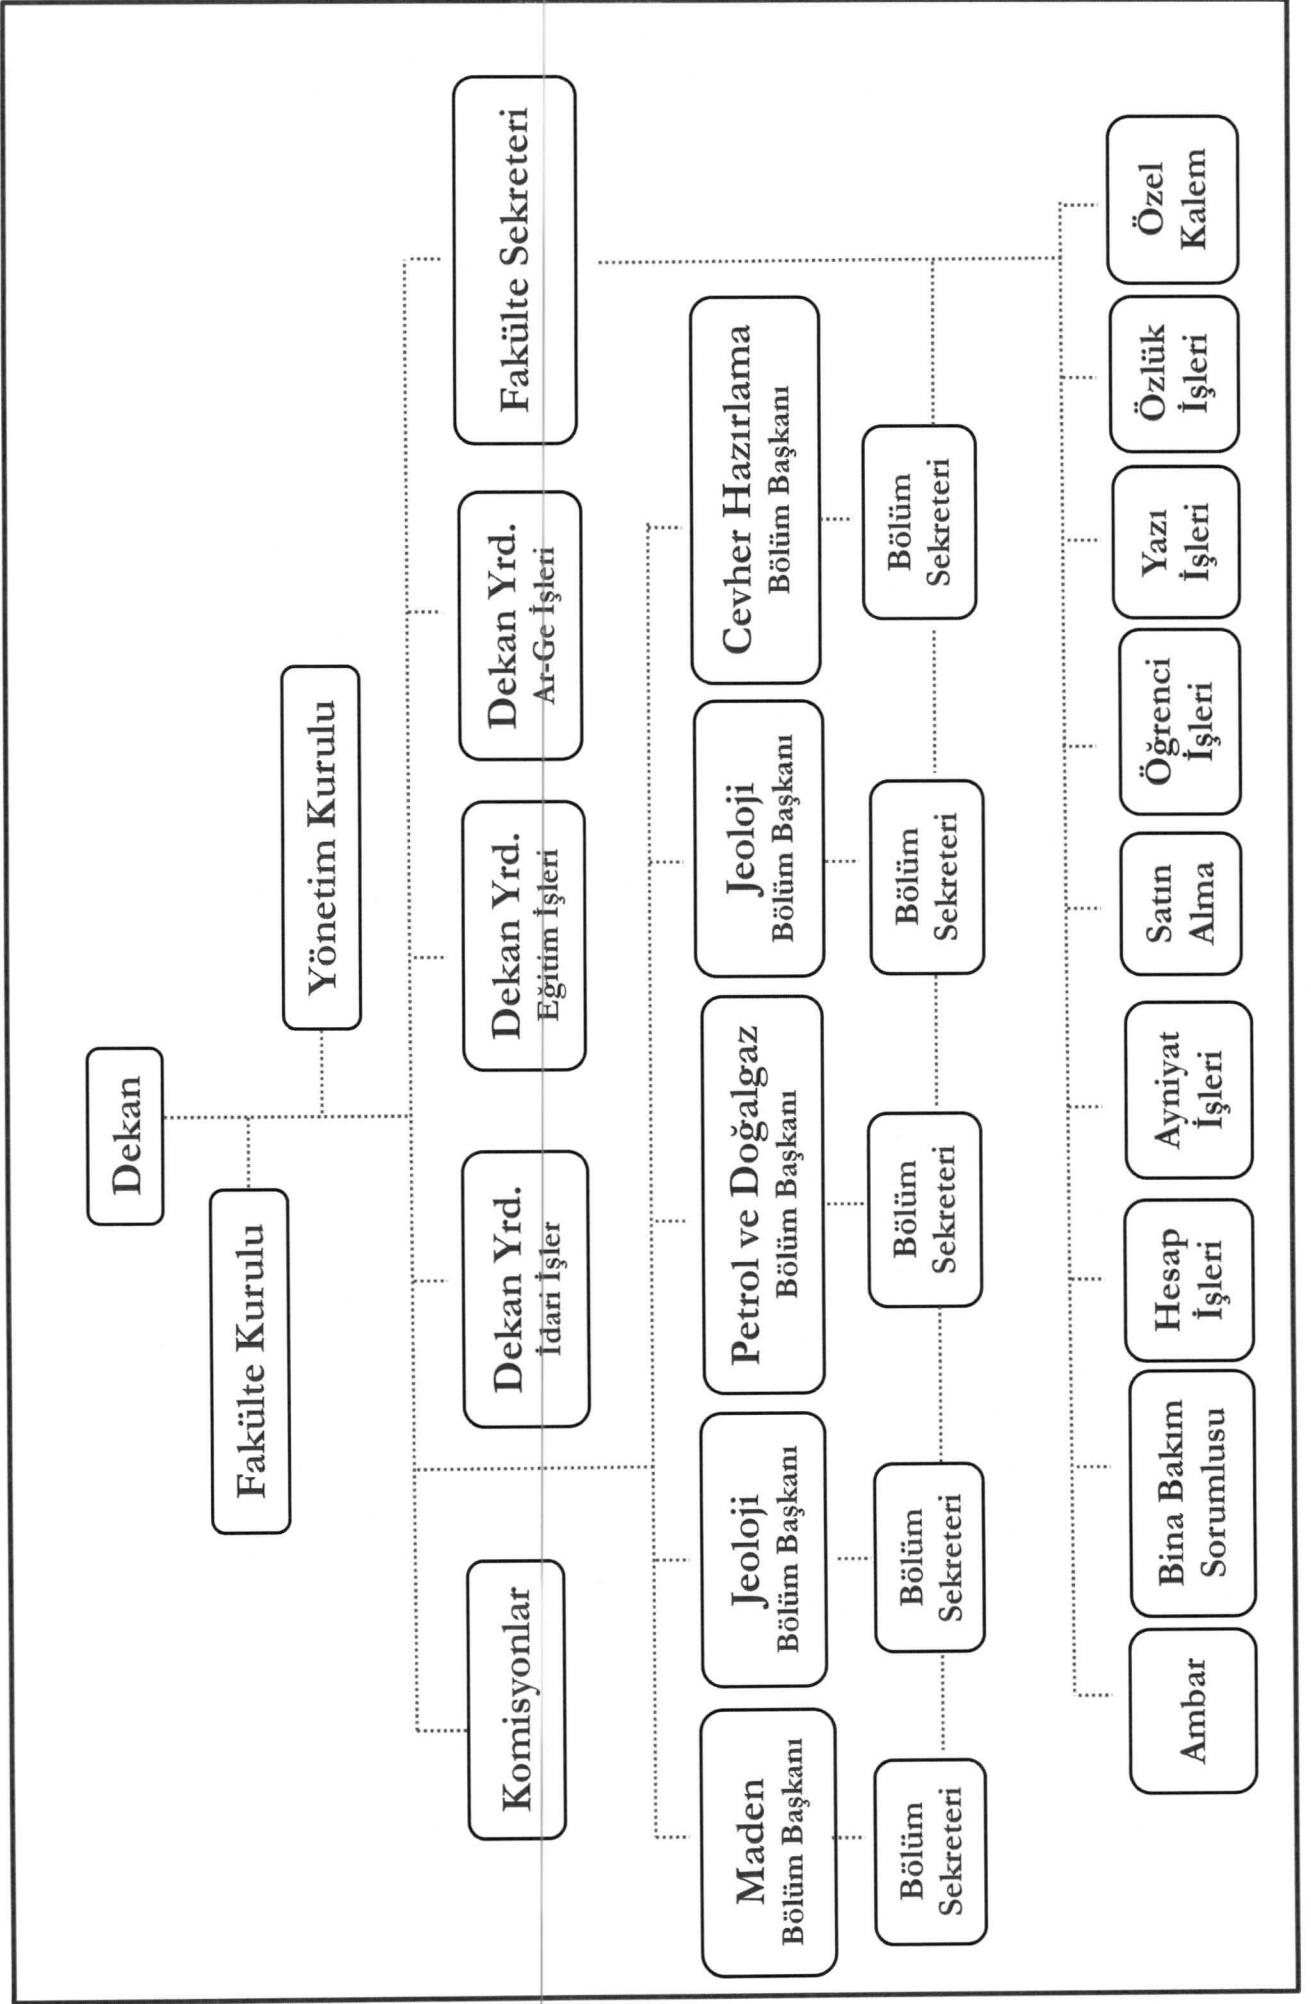 Dekan
Fakülte Kurulu
Yönetim Kurulu
Komisyonlar
Dekan Yrd.
İdari İşler
Dekan Yrd.
Eğitim İşleri
Dekan Yrd.
Ar-Ge İşleri
Fakülte Sekreteri
Maden
Bölüm Başkanı
Jeoloji
Bölüm Başkanı
Petrol ve Doğalgaz
Bölüm Başkanı
Jeoloji
Bölüm Başkanı
Cevher Hazırlama
Bölüm Başkanı
Bölüm
Sekreteri
Bölüm
Sekreteri
Bölüm
Sekreteri
Bölüm
Sekreteri
Bölüm
Sekreteri
Ambar
Bina Bakım
Sorumlusu
Hesap
İşleri
Ayniyat
İşleri
Satın
Alma
Öğrenci
İşleri
Yazı
İşleri
Özlük
İşleri
Özel
Kalem